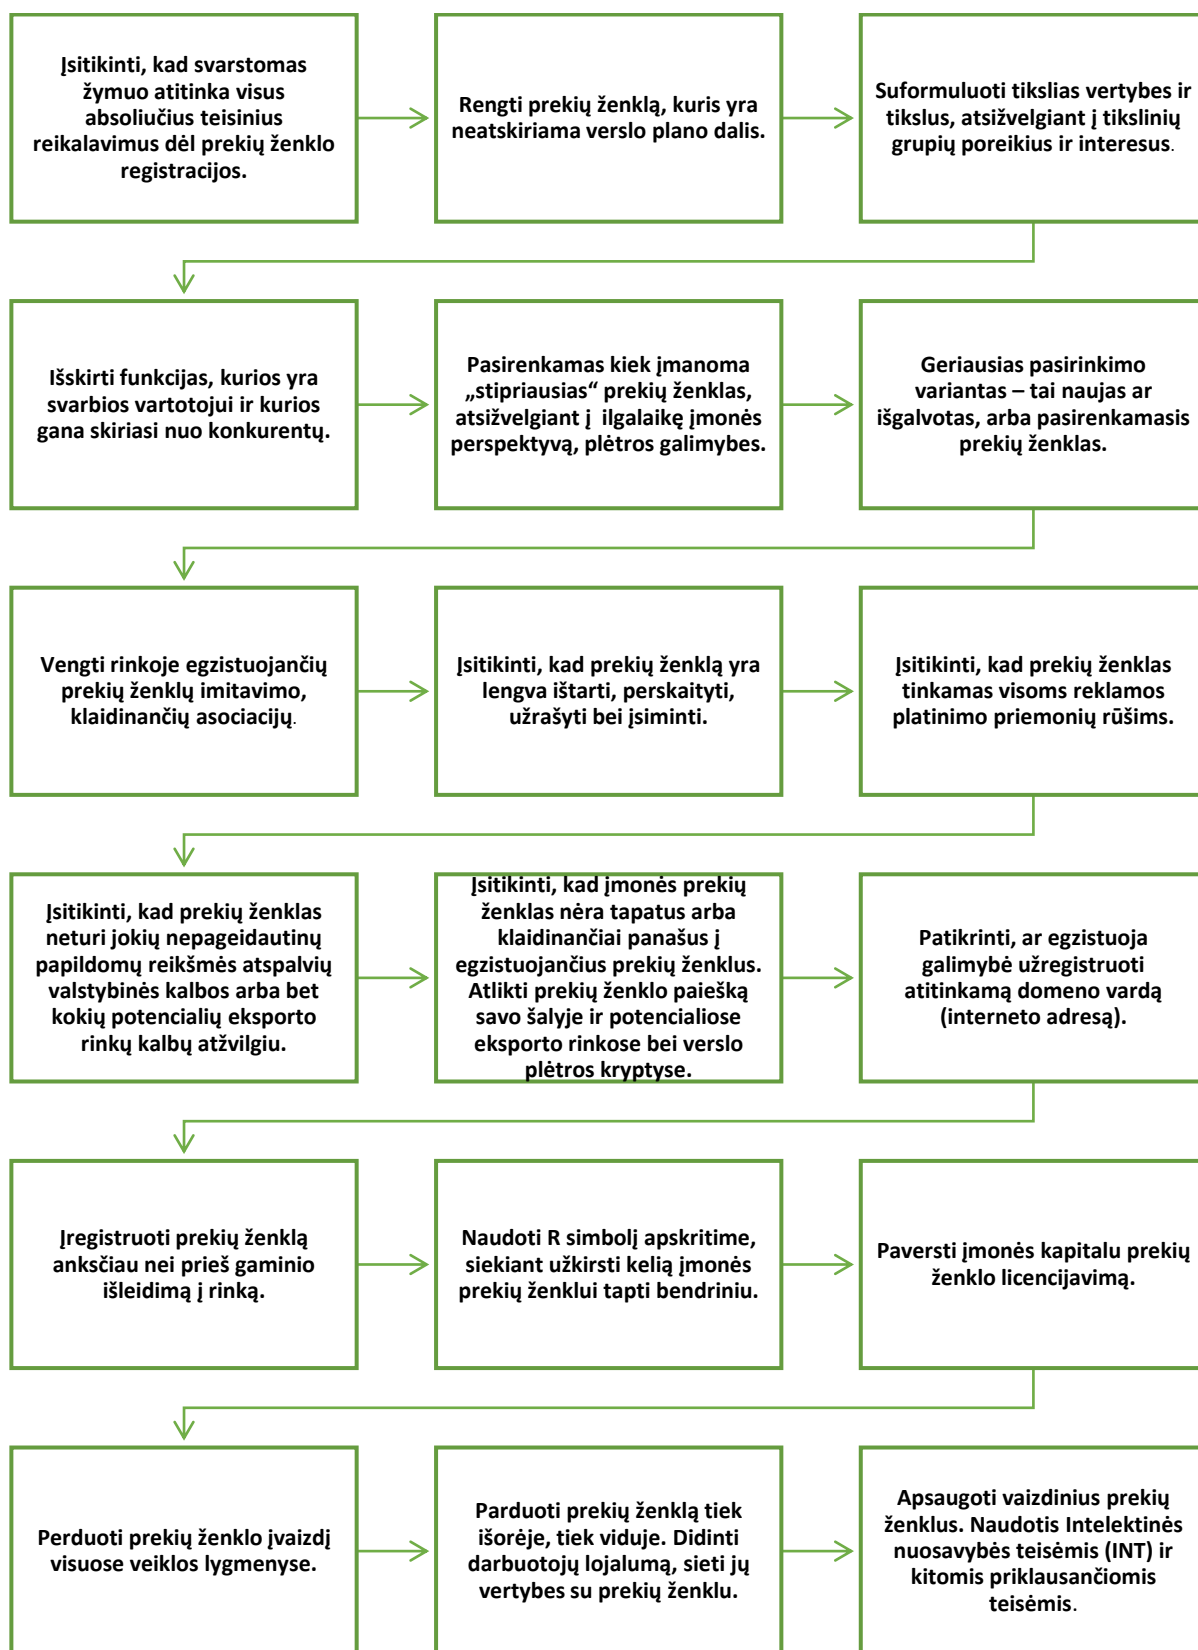 Įsitikinti, kad svarstomas
žymuo atitinka visus
absoliučius teisinius
reikalavimus dėl prekių ženklo
registracijos.
Rengti prekių ženklą, kuris yra
neatskiriama verslo plano dalis.
Suformuluoti tikslias vertybes ir
tikslus, atsižvelgiant į tikslinių
grupių poreikius ir interesus.
Išskirti funkcijas, kurios yra
svarbios vartotojui ir kurios
gana skiriasi nuo konkurentų.
Pasirenkamas kiek įmanoma
„stipriausias“ prekių ženklas,
atsižvelgiant į ilgalaikę įmonės
perspektyvą, plėtros galimybes.
Geriausias pasirinkimo
variantas – tai naujas ar
išgalvotas, arba pasirenkamasis
prekių ženklas.
Vengti rinkoje egzistuojančių
prekių ženklų imitavimo,
klaidinančių asociacijų.
Įsitikinti, kad prekių ženklą yra
lengva ištarti, perskaityti,
užrašyti bei įsiminti.
Įsitikinti, kad prekių ženklas
tinkamas visoms reklamos
platinimo priemonių rūšims.
Įsitikinti, kad prekių ženklas
neturi jokių nepageidautinų
papildomų reikšmės atspalvių
valstybinės kalbos arba bet
kokių potencialių eksporto
rinkų kalbų atžvilgiu.
Įsitikinti, kad įmonės prekių
ženklas nėra tapatus arba
klaidinančiai panašus į
egzistuojančius prekių ženklus.
Atlikti prekių ženklo paiešką
savo šalyje ir potencialiose
eksporto rinkose bei verslo
plėtros kryptyse.
Patikrinti, ar egzistuoja
galimybė užregistruoti
atitinkamą domeno vardą
(interneto adresą).
Įregistruoti prekių ženklą
anksčiau nei prieš gaminio
išleidimą į rinką.
Naudoti R simbolį apskritime,
siekiant užkirsti kelią įmonės
prekių ženklui tapti bendriniu.
Paversti įmonės kapitalu prekių
ženklo licencijavimą.
Perduoti prekių ženklo įvaizdį
visuose veiklos lygmenyse.
Parduoti prekių ženklą tiek
išorėje, tiek viduje. Didinti
darbuotojų lojalumą, sieti jų
vertybes su prekių ženklu.
Apsaugoti vaizdinius prekių
ženklus. Naudotis Intelektinės
nuosavybės teisėmis (INT) ir
kitomis priklausančiomis
teisėmis.